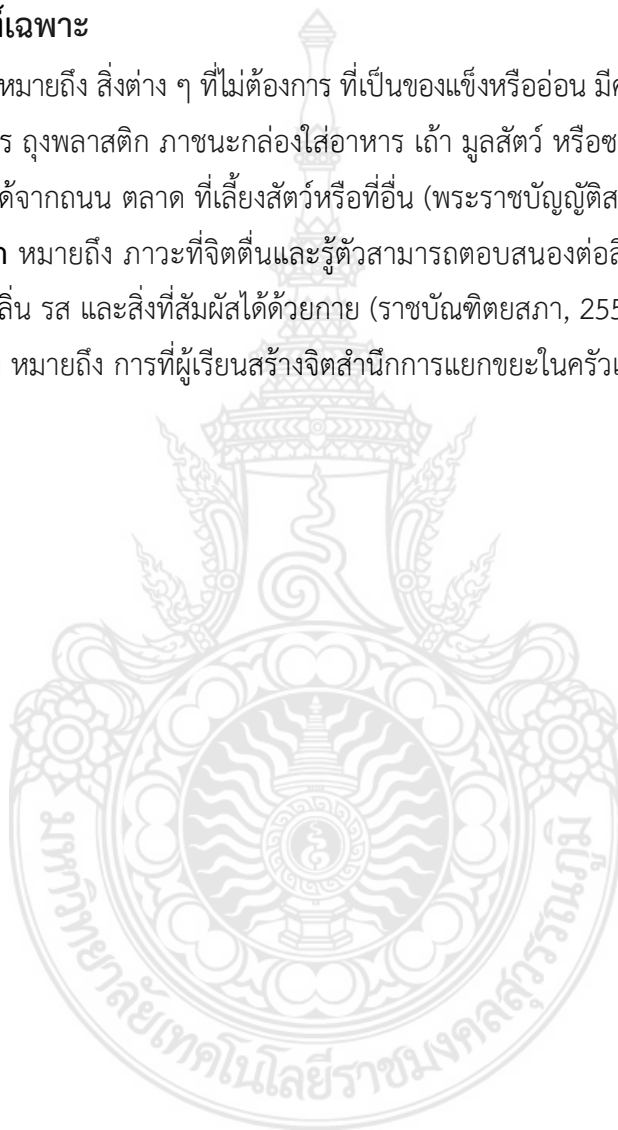 ์เฉพาะ
หมายถึง สิ่งต่าง ๆ ที่ไม่ต้องการ ที่เป็นของแข็งหรืออ่อน มีค
ร ถุงพลาสติก ภาชนะกล่องใส่อาหาร เถ้า มูลสัตว์ หรือซ
ด้จากถนน ตลาด ที่เลี้ยงสัตว์หรือที่อื่น (พระราชบัญญัติส
หมายถึง ภาวะที่จิตตื่นและรู้ตัวสามารถตอบสนองต่อสิ
ลิ่น รส และสิ่งที่สัมผัสได้ด้วยกาย (ราชบัณฑิตยสภา, 255
หมายถึง การที่ผู้เรียนสร้างจิตสำนึกการแยกขยะในครัวเ
มหาวิทยาลัยเทคโนโลยีราชมงคลสุวรรณภูมิ